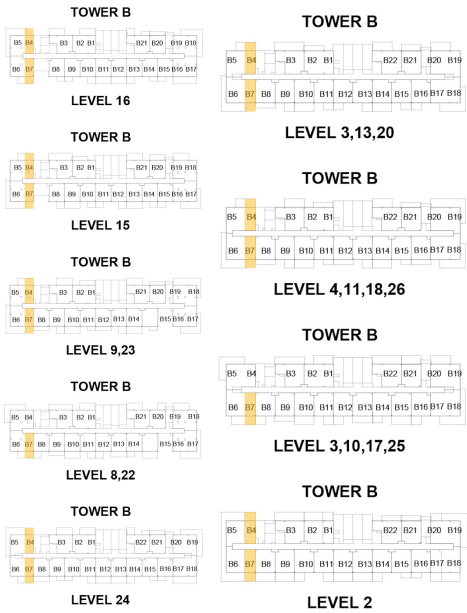 TOWER B
B5 B4 B3 B2 B1 B21 B20 B19 B18
B6 B7 B8 B9 B10 B11 B12 B13 B14 B15 B16 B17
LEVEL 16
TOWER B
B5 B4 B3 B2 B1 B21 B20 B19 B18
B6 B7 B8 B9 B10 B11 B12 B13 B14 B15 B16 B17
LEVEL 15
TOWER B
B5 B4 B3 B2 B1 B21 B20 B19 B18
B6 B7 B8 B9 B10 B11 B12 B13 B14 B15 B16 B17
LEVEL 9,23
TOWER B
B5 B4 B3 B2 B1 B21 B20 B19 B18
B6 B7 B8 B9 B10 B11 B12 B13 B14 B15 B16 B17
LEVEL 8,22
TOWER B
B5 B4 B3 B2 B1 B22 B21 B20 B19
B6 B7 B8 B9 B10 B11 B12 B13 B14 B15 B16 B17 B18
LEVEL 24
TOWER B
B5 B4 B3 B2 B1 B22 B21 B20 B19
B6 B7 B8 B9 B10 B11 B12 B13 B14 B15 B16 B17 B18
LEVEL 3,13,20
TOWER B
B5 B4 B3 B2 B1 B22 B21 B20 B19
B6 B7 B8 B9 B10 B11 B12 B13 B14 B15 B16 B17 B18
LEVEL 4,11,18,26
TOWER B
B5 B4 B3 B2 B1 B22 B21 B20 B19
B6 B7 B8 B9 B10 B11 B12 B13 B14 B15 B16 B17 B18
LEVEL 3,10,17,25
TOWER B
B5 B4 B3 B2 B1 B22 B21 B20 B19
B6 B7 B8 B9 B10 B11 B12 B13 B14 B15 B16 B17 B18
LEVEL 2